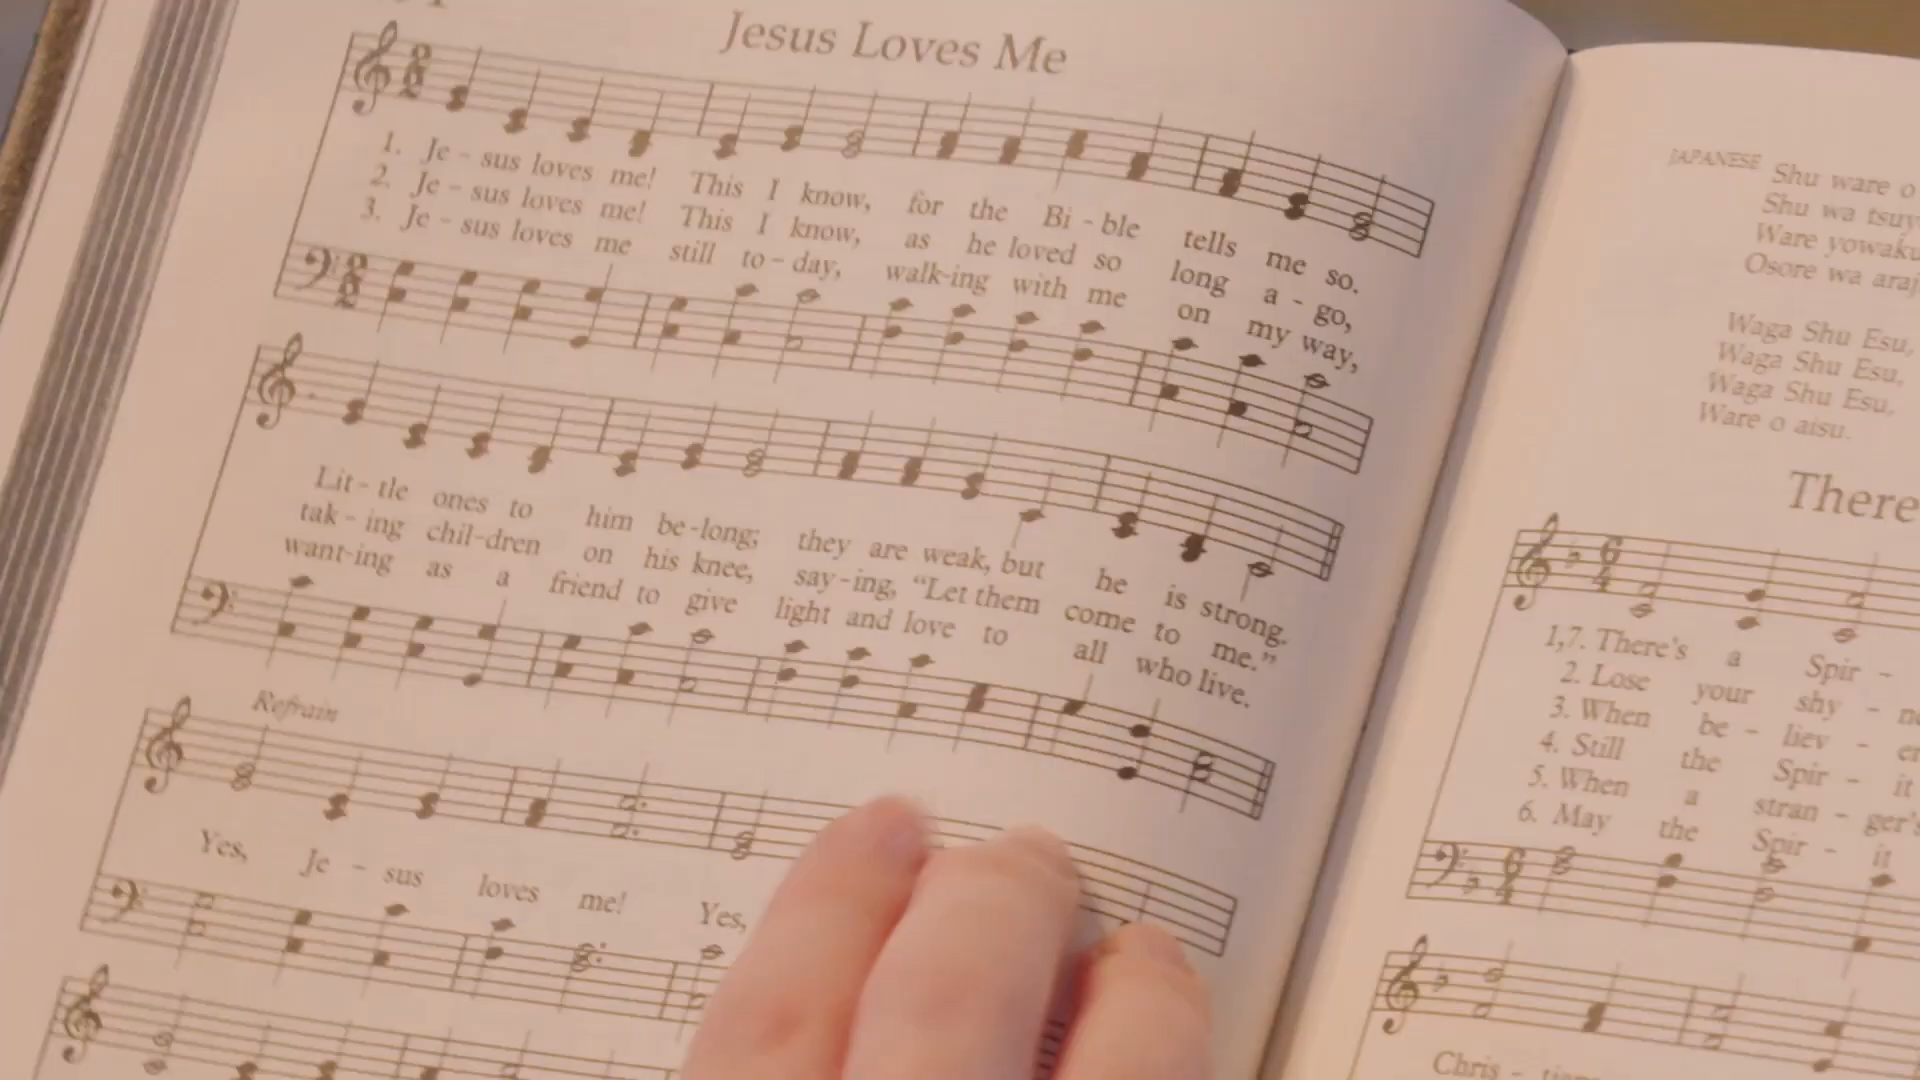 Jesus Loves Me
1. Je - sus loves me! This I know, for the Bi - ble tells me so.
2. Je - sus loves me! This I know, as he loved so long a - go,
3. Je - sus loves me still to - day, walk-ing with me on my way,
Lit - tle ones to him be - long; they are weak, but he is strong.
tak - ing chil-dren on his knee, say - ing, “Let them come to me.”
want-ing as a friend to give light and love to all who live.
Refrain
Yes, Je - sus loves me! Yes,
JAPANESE Shu ware o
Shu wa
Ware yowaku
Osore wa
Waga Shu Esu,
Waga Shu Esu,
Waga Shu Esu,
Ware o aisu.
There
6
4
1,7. There's a Spir -
2. Lose your shy -
3. When be - liev -
4. Still the Spir - it
5. When a stran - ger's
6. May the Spir - it
6
4
Chris -